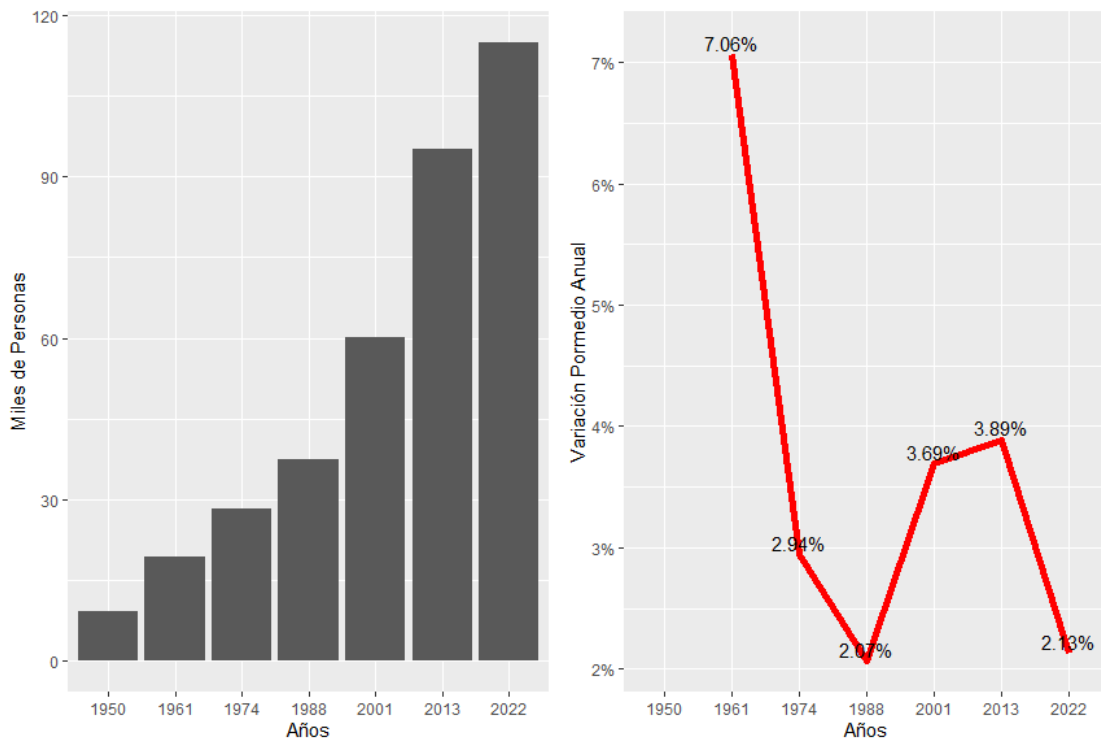 120
90
60
30
0
Miles de Personas
1950 1961 1974 1988 2001 2013 2022
Años
7%
6%
5%
4%
3%
2%
Variación Pormedio Anual
7.06%
2.94%
2.07%
3.69%
3.89%
2.13%
1950 1961 1974 1988 2001 2013 2022
Años